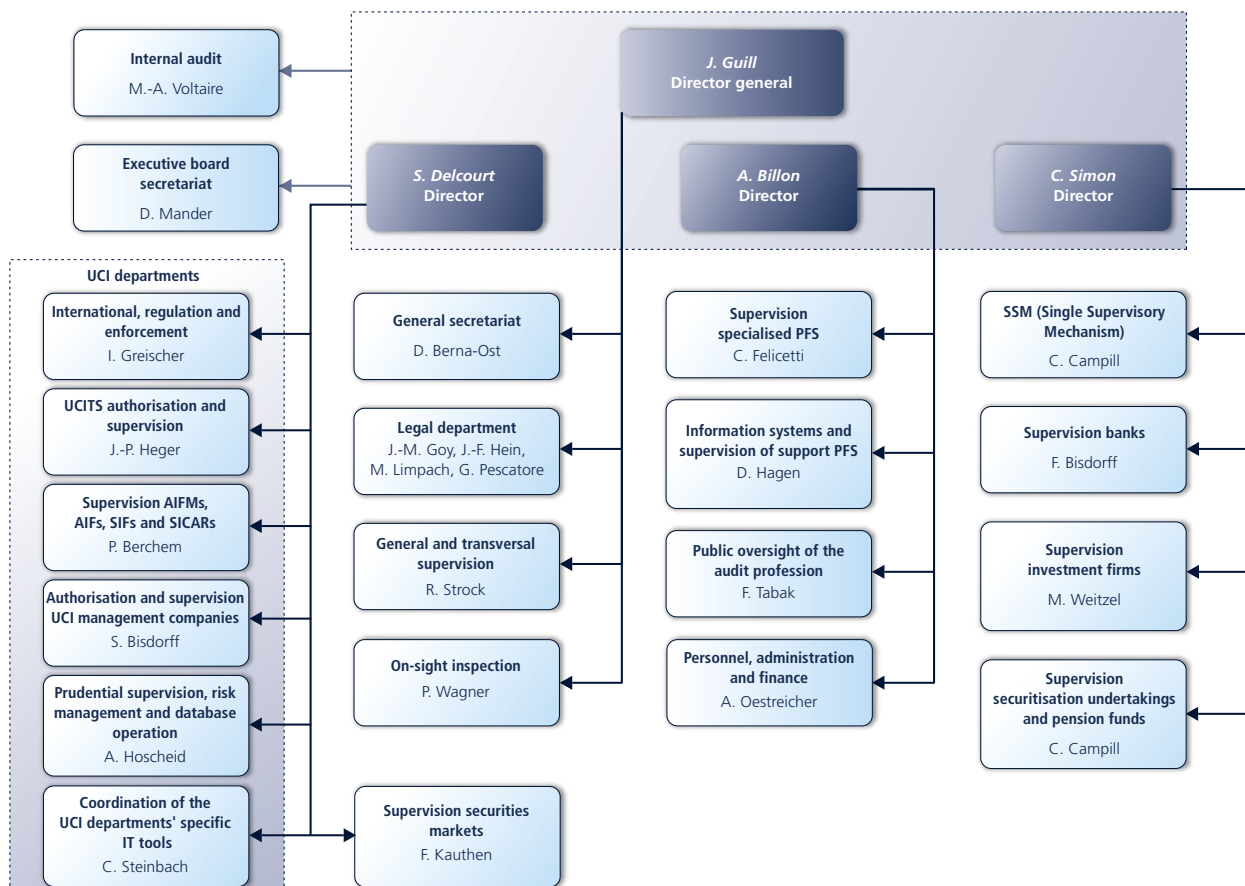 Internal audit
M.-A. Voltaire
J. Guill
Director general
Executive board
secretariat
D. Mander
S. Delcourt
Director
A. Billon
Director
C. Simon
Director
UCI departments
International, regulation and
enforcement
I. Greischer
UCITS authorisation and
supervision
J.-P. Heger
Supervision AIFMs,
AIFs, SIFs and SICARs
P. Berchem
Authorisation and supervision
UCI management companies
S. Bisdorff
Prudential supervision, risk
management and database
operation
A. Hoscheid
Coordination of the
UCI departments' specific
IT tools
C. Steinbach
General secretariat
D. Berna-Ost
Legal department
J.-M. Goy, J.-F. Hein,
M. Limpach, G. Pescatore
General and transversal
supervision
R. Strock
On-sight inspection
P. Wagner
Supervision securities
markets
F. Kauthen
Supervision
specialised PFS
C. Felicetti
Information systems and
supervision of support PFS
D. Hagen
Public oversight of the
audit profession
F. Tabak
Personnel, administration
and finance
A. Oestreicher
SSM (Single Supervisory
Mechanism)
C. Campill
Supervision banks
F. Bisdorff
Supervision
investment firms
M. Weitzel
Supervision
securitisation undertakings
and pension funds
C. Campill